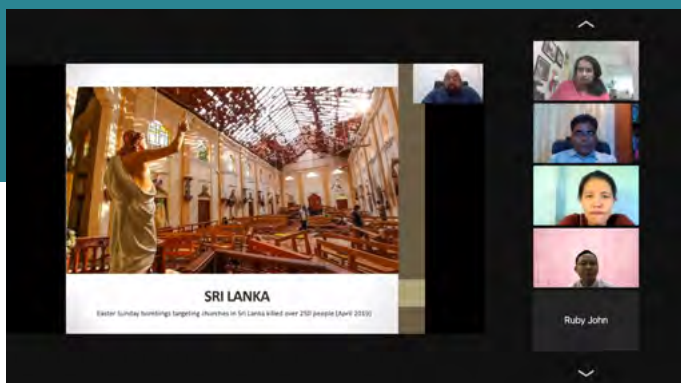 SRI LANKA
Easter Sunday bombings targeting churches in Sri Lanka killed over 250 people (April 2019)
Ruby John